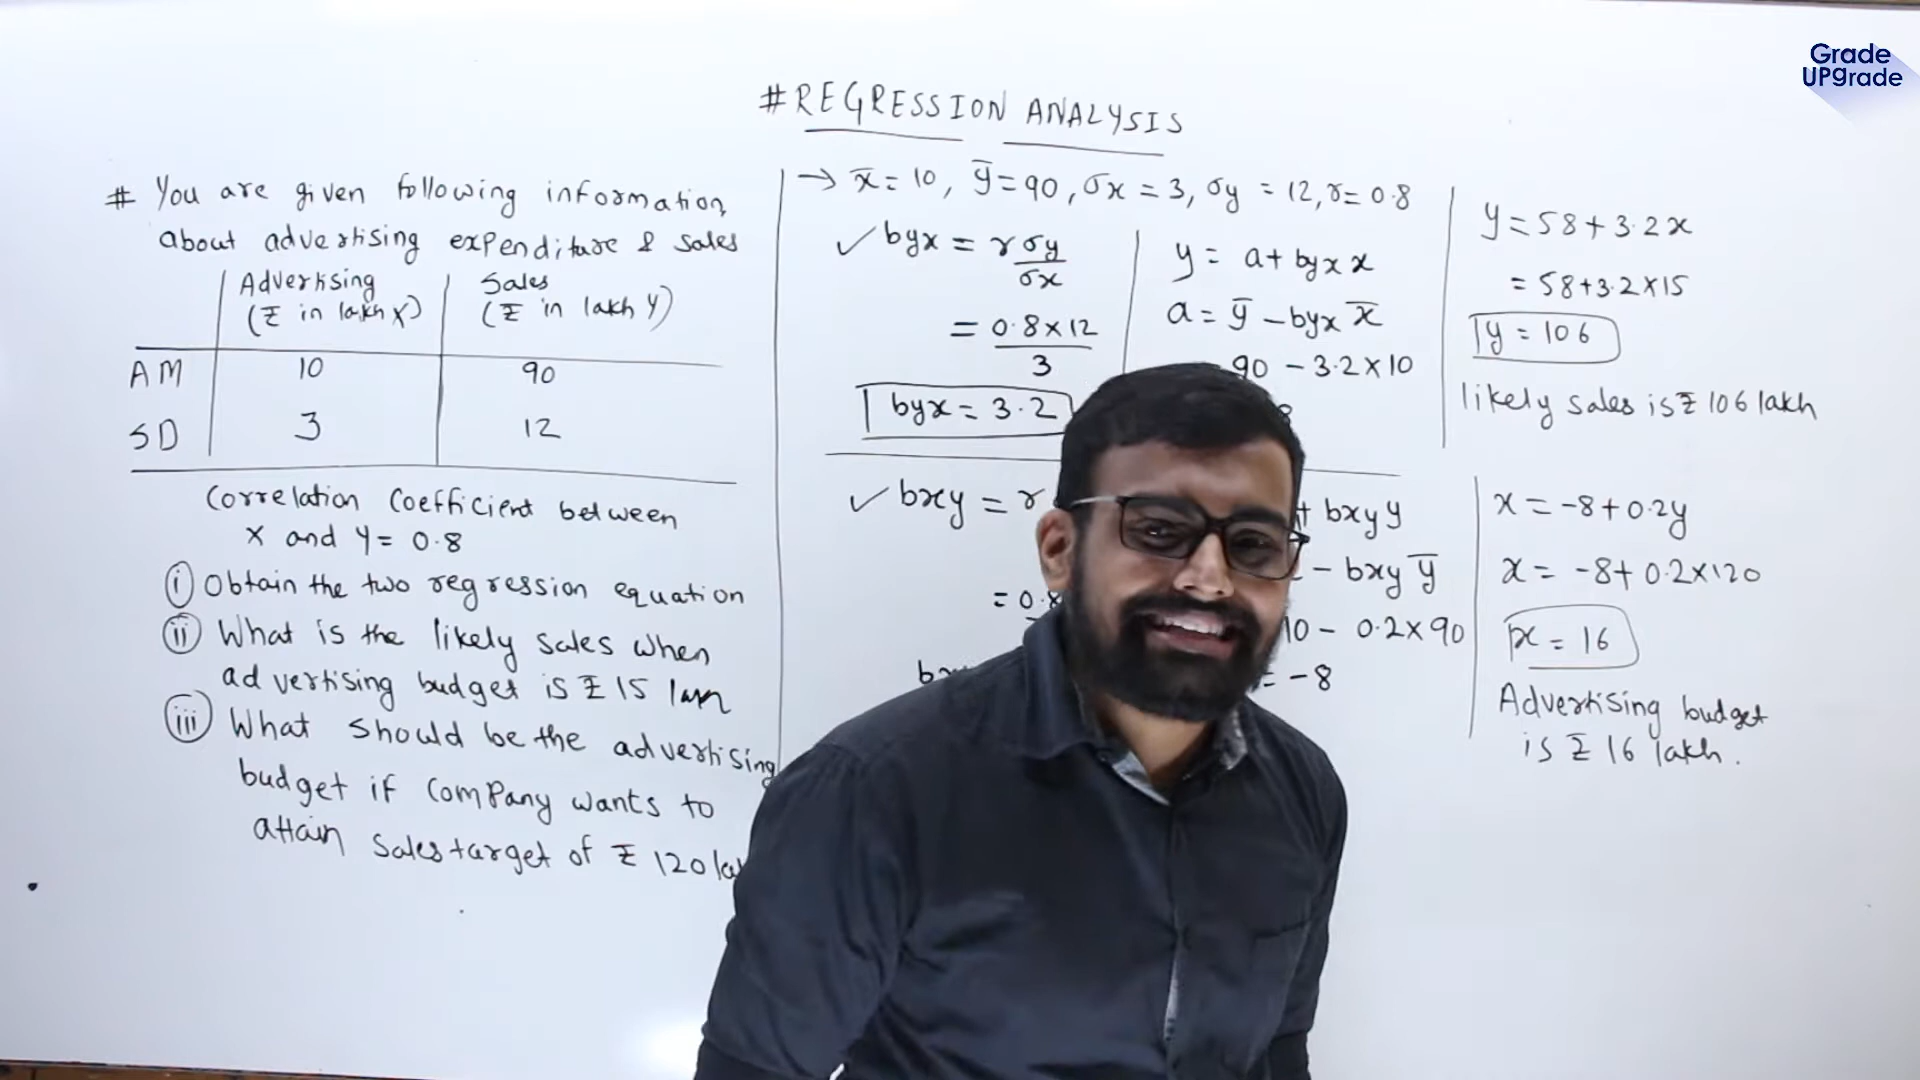 Grade
UPgrade
#REGRESSION ANALYSIS
# You are given following information
about advertising expenditure & sales
Advertising
(₹ in lakh X)
Sales
(₹ in lakh Y)
AM 10 90
SD 3 12
Correlation Coefficient between
X and Y = 0.8
(i) Obtain the two regression equation
(ii) What is the likely sales when
advertising budget is ₹ 15
(iii) What should be the advertising
budget if company wants to
attain sales target of ₹ 120
→ x̄ = 10, ȳ = 90, σx = 3, σy = 12, r = 0.8
✓ byx = r σy/σx
= 0.8 × 12/3
byx = 3.2
y = a + byx x
a = ȳ − byx x̄
90 − 3.2 × 10
8
y = 58 + 3.2x
= 58 + 3.2 × 15
y = 106
likely sales is ₹ 106 lakh
✓ bxy = r
= 0.8
+ bxy y
− bxy ȳ
10 − 0.2 × 90
= −8
x = −8 + 0.2y
x = −8 + 0.2 × 120
x = 16
Advertising budget
is ₹ 16 lakh.